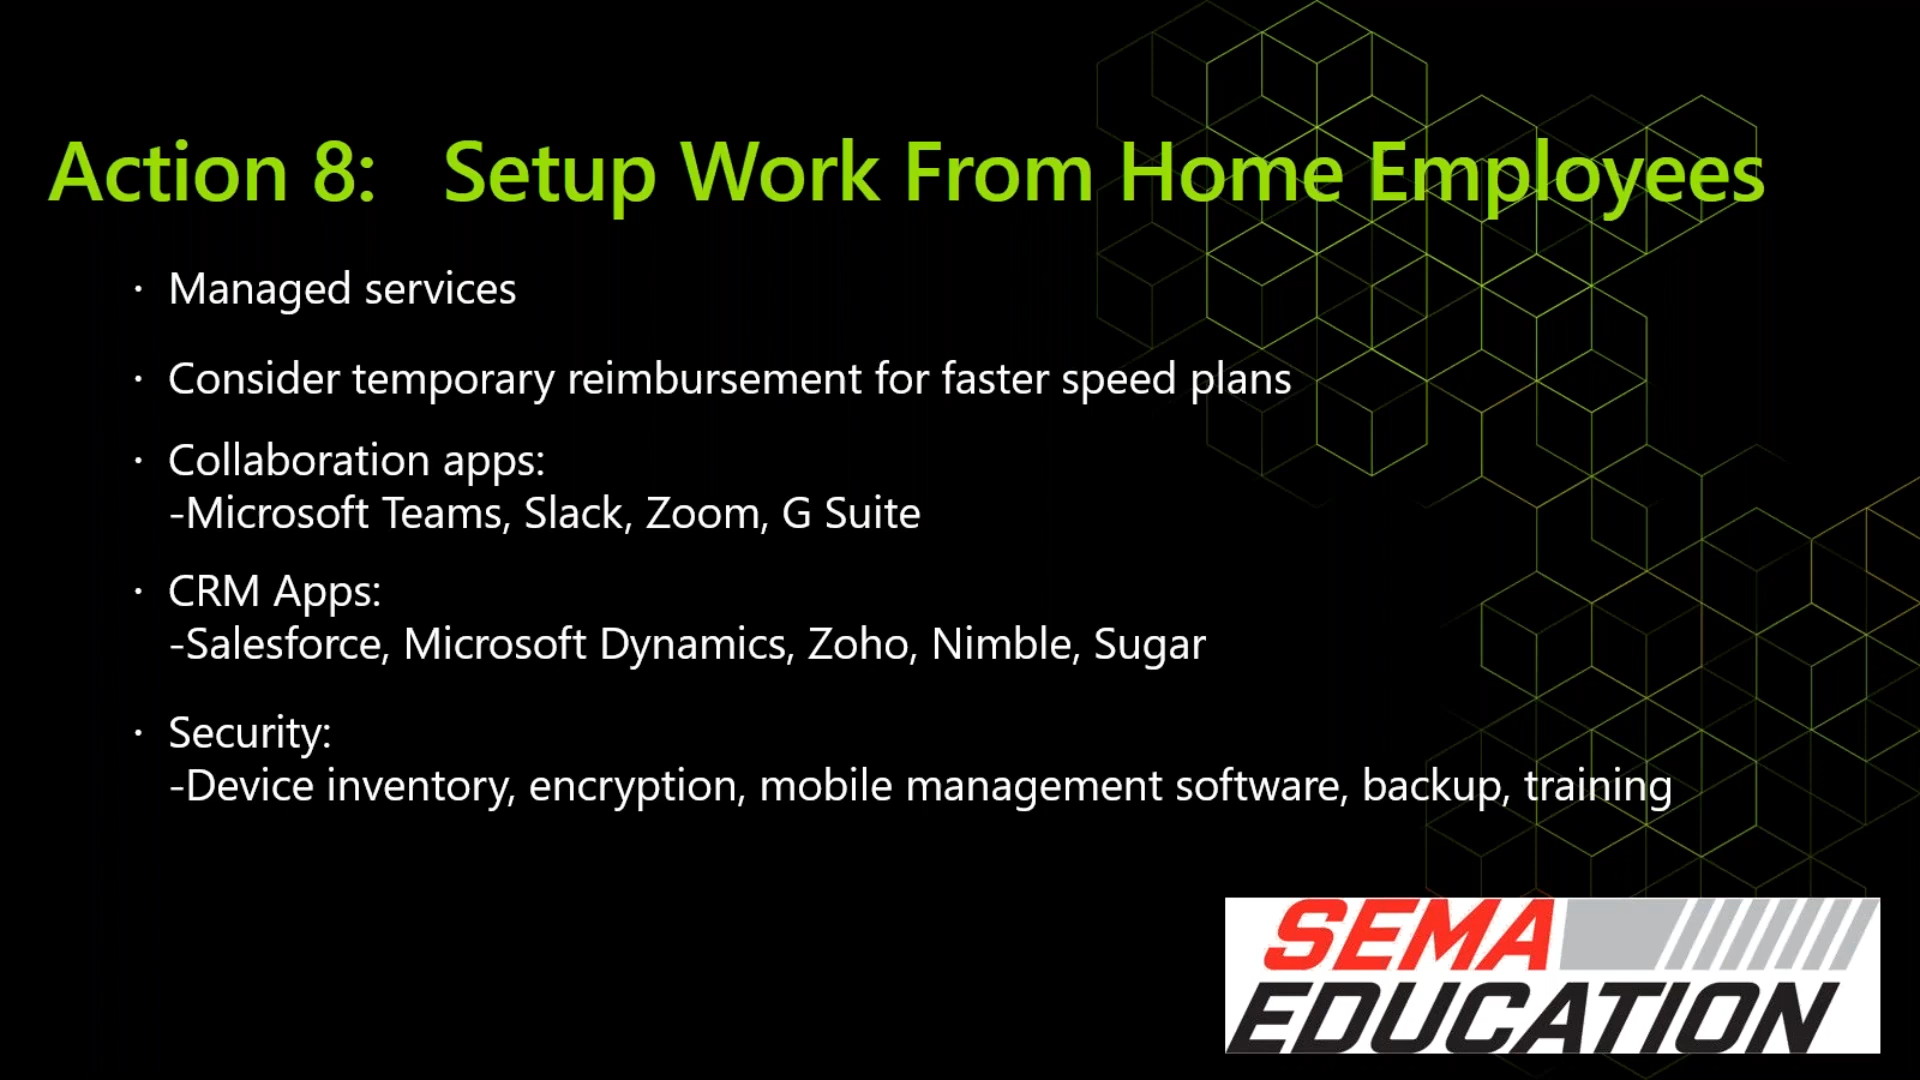 Action 8: Setup Work From Home Employees
· Managed services
· Consider temporary reimbursement for faster speed plans
· Collaboration apps:
-Microsoft Teams, Slack, Zoom, G Suite
· CRM Apps:
-Salesforce, Microsoft Dynamics, Zoho, Nimble, Sugar
· Security:
-Device inventory, encryption, mobile management software, backup, training
SEMA
EDUCATION